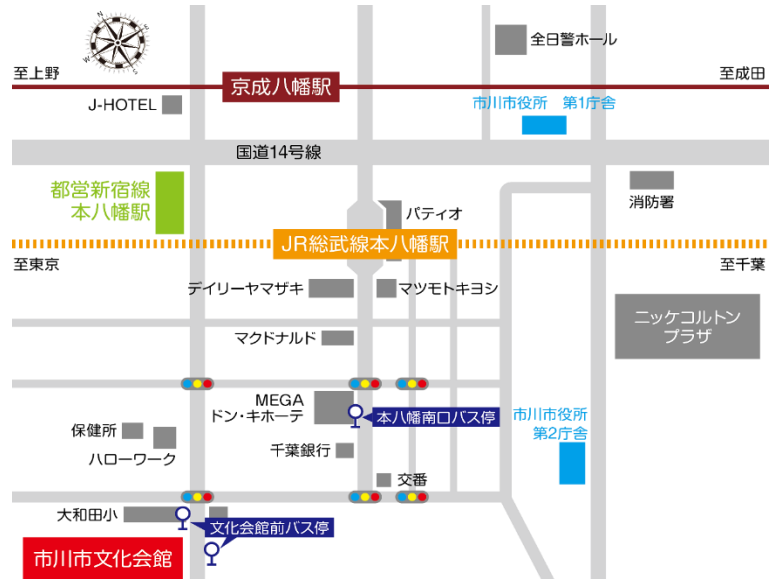 全日警ホール
至上野
京成八幡駅
至成田
J-HOTEL
市川市役所 第1庁舎
国道14号線
都営新宿線
本八幡駅
パティオ
消防署
JR総武線本八幡駅
至東京
至千葉
デイリーヤマザキ
マツモトキヨシ
ニッケコルトン
プラザ
マクドナルド
MEGA
ドン・キホーテ
本八幡南口バス停
市川市役所
第2庁舎
保健所
ハローワーク
千葉銀行
交番
大和田小
文化会館前バス停
市川市文化会館